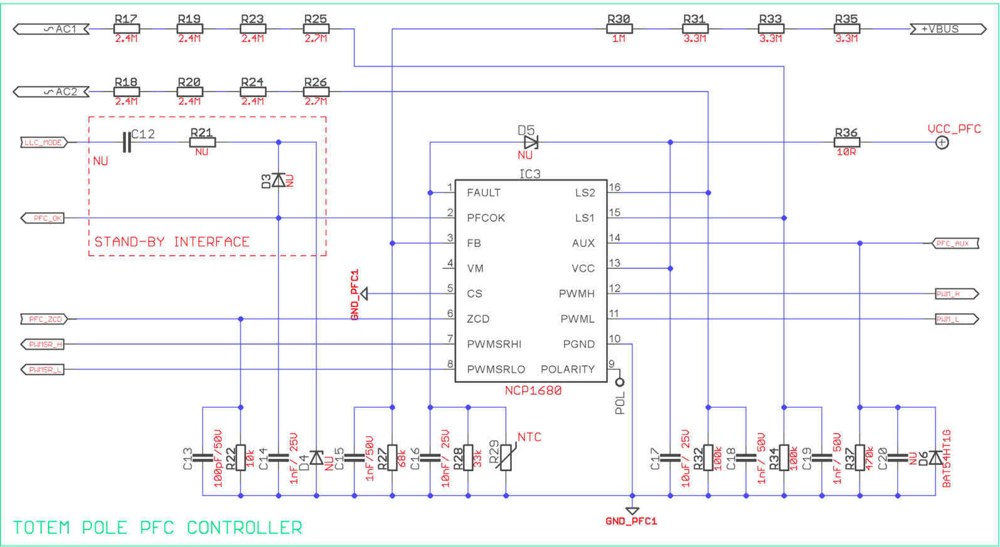 R17 R19 R23 R25 R30 R31 R33 R35
AC1 +VBUS
2.4M 2.4M 2.4M 2.7M 1M 3.3M 3.3M 3.3M
R18 R20 R24 R26
AC2
2.4M 2.4M 2.4M 2.7M
C12 R21 D5 R36 VCC_PFC
LLC_MODE
NU NU NU 10R
D3 NU
IC3
1 FAULT LS2 16
PFC_OK 2 PFCOK LS1 15
STAND-BY INTERFACE
3 FB AUX 14 PFC_AUX
4 VM VCC 13
GND_PFC1 5 CS PWMH 12 PWM_H
PFC_ZCD 6 ZCD PWML 11 PWM_L
PWMSR_H 7 PWMSRHI PGND 10
PWMSR_L 8 PWMSRLO POLARITY 9
NCP1680
POL
C13 100pF/50V R22 10k C14 1nF/ 25V D4 NU C15 1nF/50V R27 68k C16 10nF/ 25V R28 33k R29 NTC C17 10uF/ 25V R32 100k C18 1nF/ 50V R34 100k C19 1nF/ 50V R37 470k C20 NU D6 BAT54HT1G
GND_PFC1
TOTEM POLE PFC CONTROLLER